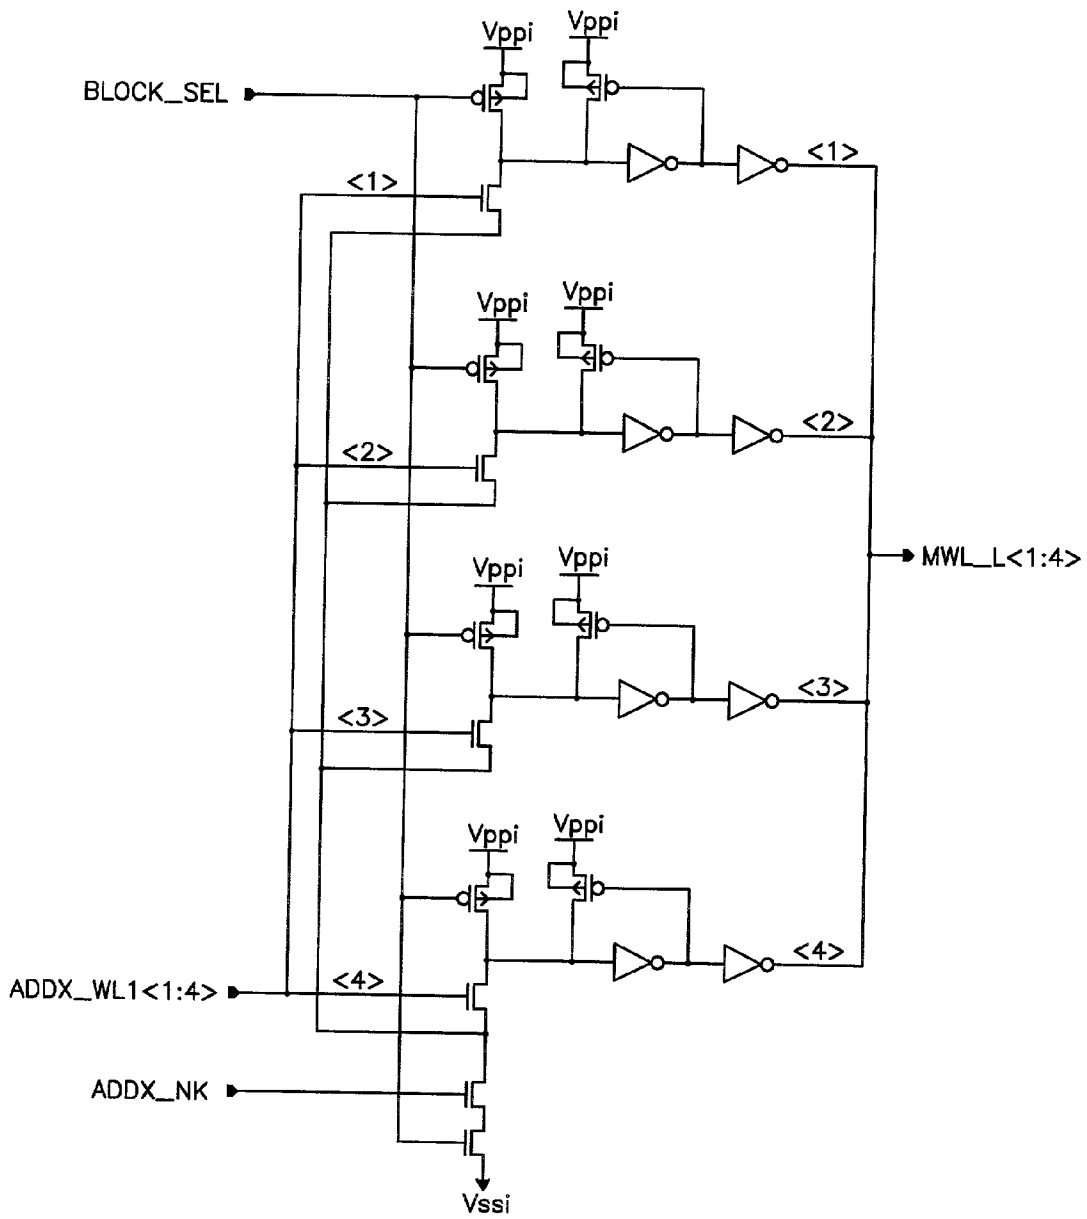 Vppi
Vppi
BLOCK_SEL
<1>
<1>
Vppi
Vppi
<2>
<2>
MWL_L<1:4>
Vppi
Vppi
<3>
<3>
Vppi
Vppi
<4>
ADDX_WL1<1:4>
<4>
ADDX_NK
Vssi